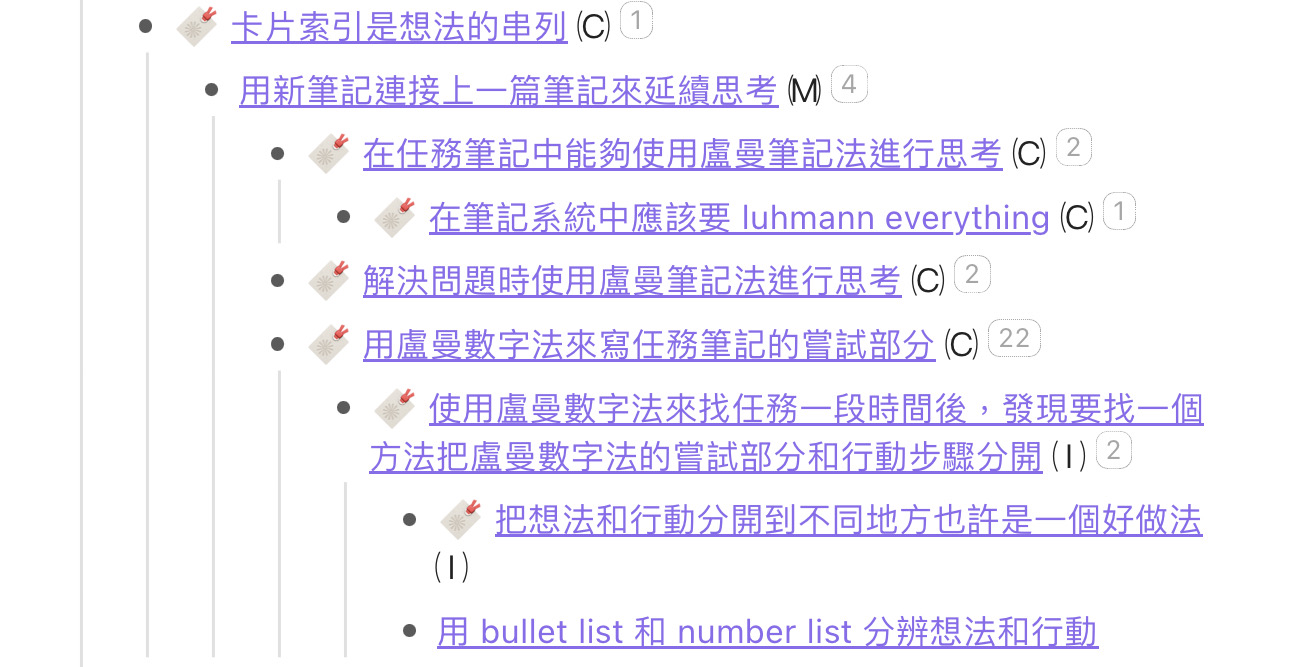 卡片索引是想法的串列 (C) 1
用新筆記連接上一篇筆記來延續思考 (M) 4
在任務筆記中能夠使用盧曼筆記法進行思考 (C) 2
在筆記系統中應該要 luhmann everything (C) 1
解決問題時使用盧曼筆記法進行思考 (C) 2
用盧曼數字法來寫任務筆記的嘗試部分 (C) 22
使用盧曼數字法來找任務一段時間後，發現要找一個
方法把盧曼數字法的嘗試部分和行動步驟分開 (I) 2
把想法和行動分開到不同地方也許是一個好做法
(I)
用 bullet list 和 number list 分辨想法和行動